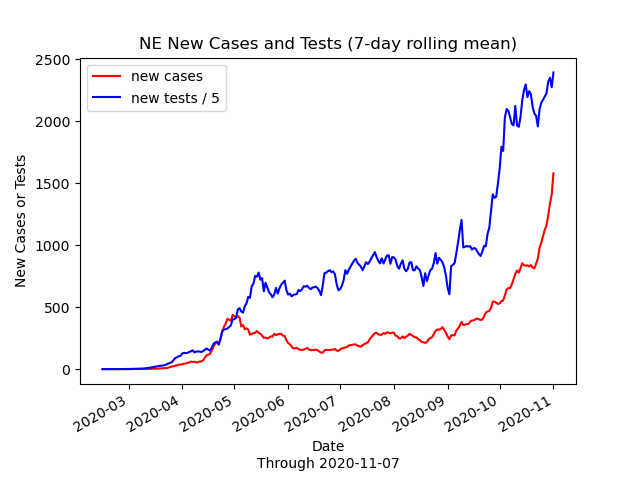 NE New Cases and Tests (7-day rolling mean)
new cases
new tests / 5
New Cases or Tests
2500
2000
1500
1000
500
0
2020-03
2020-04
2020-05
2020-06
2020-07
2020-08
2020-09
2020-10
2020-11
Date
Through 2020-11-07